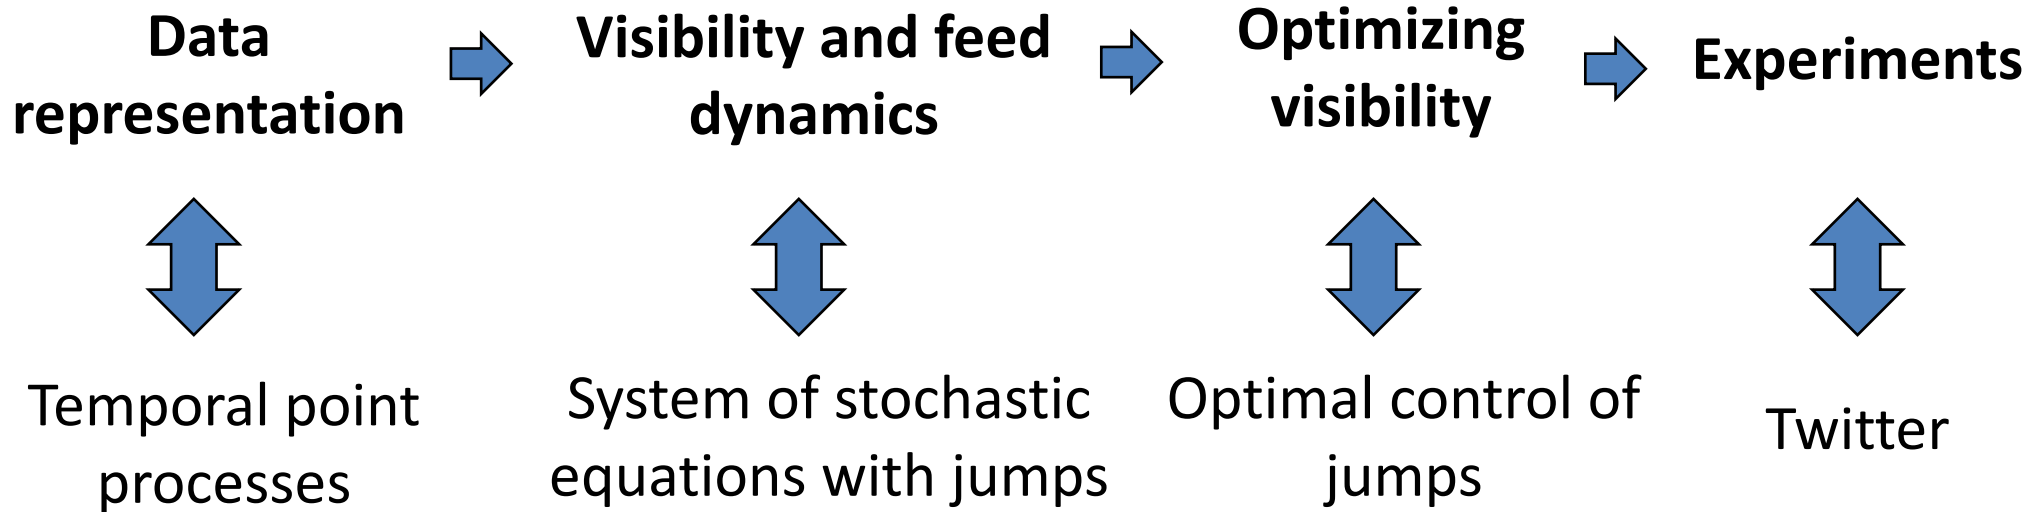 Data
representation
Visibility and feed
dynamics
Optimizing
visibility
Experiments
Temporal point
processes
System of stochastic
equations with jumps
Optimal control of
jumps
Twitter